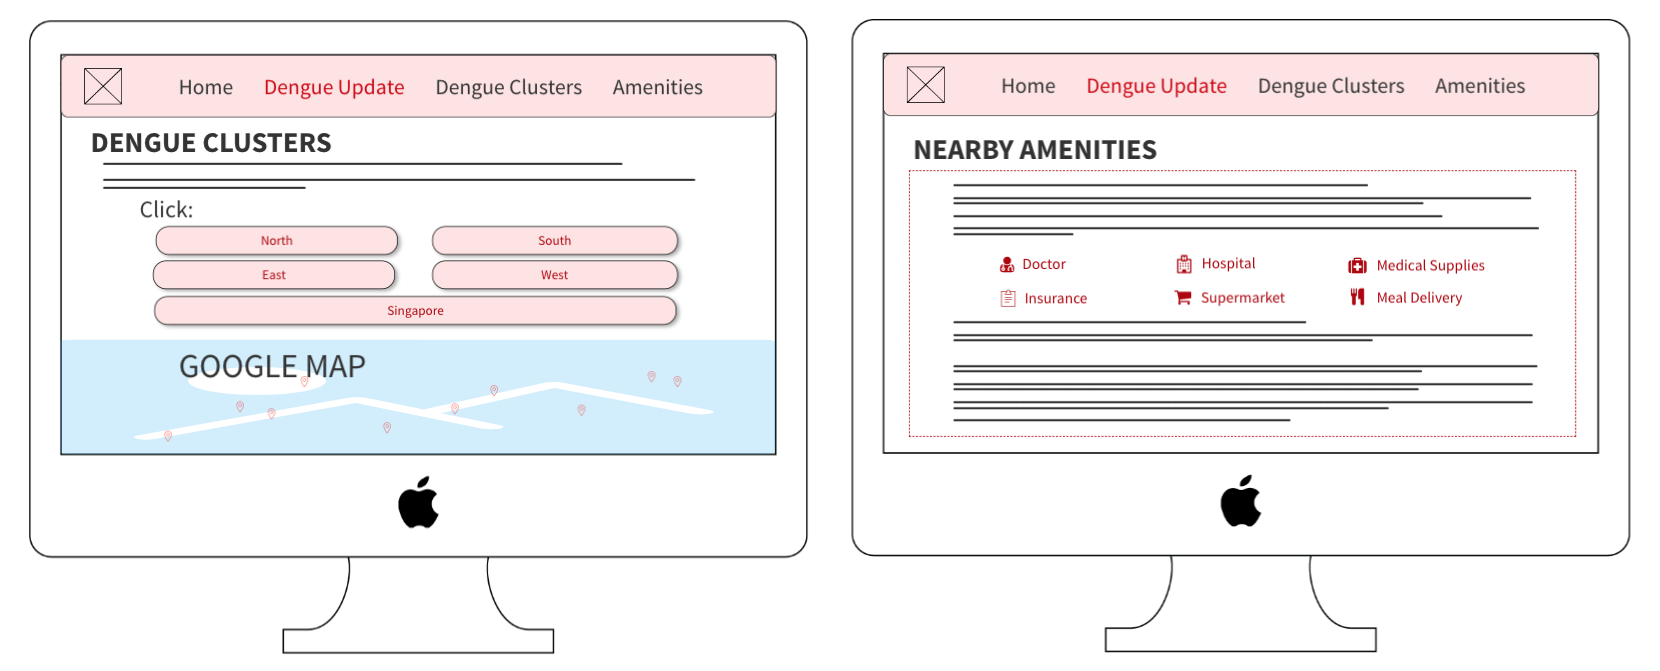 Home Dengue Update Dengue Clusters Amenities
DENGUE CLUSTERS
Click:
North South
East West
Singapore
GOOGLE MAP
Home Dengue Update Dengue Clusters Amenities
NEARBY AMENITIES
Doctor Hospital Medical Supplies
Insurance Supermarket Meal Delivery